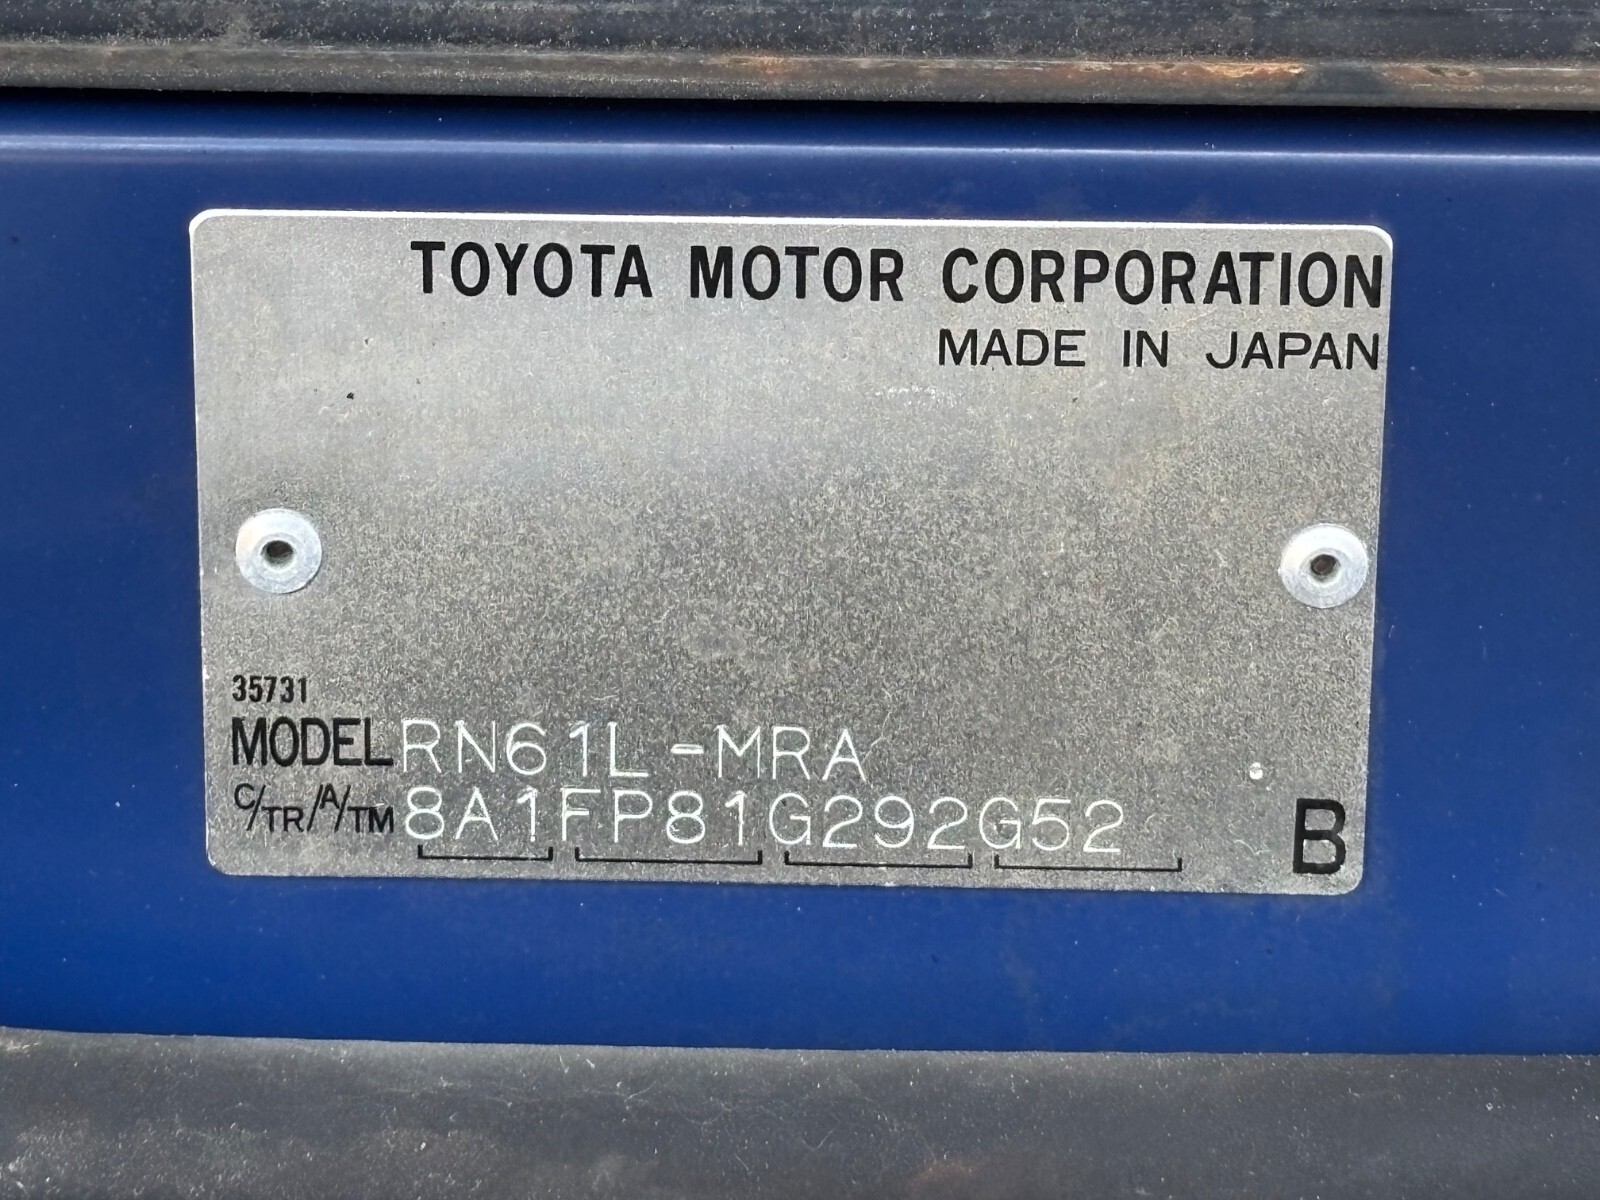 TOYOTA MOTOR CORPORATION
MADE IN JAPAN
35731
MODEL RN61L-MRA
C/TR/A/TM 8A1FP81G292G52
B